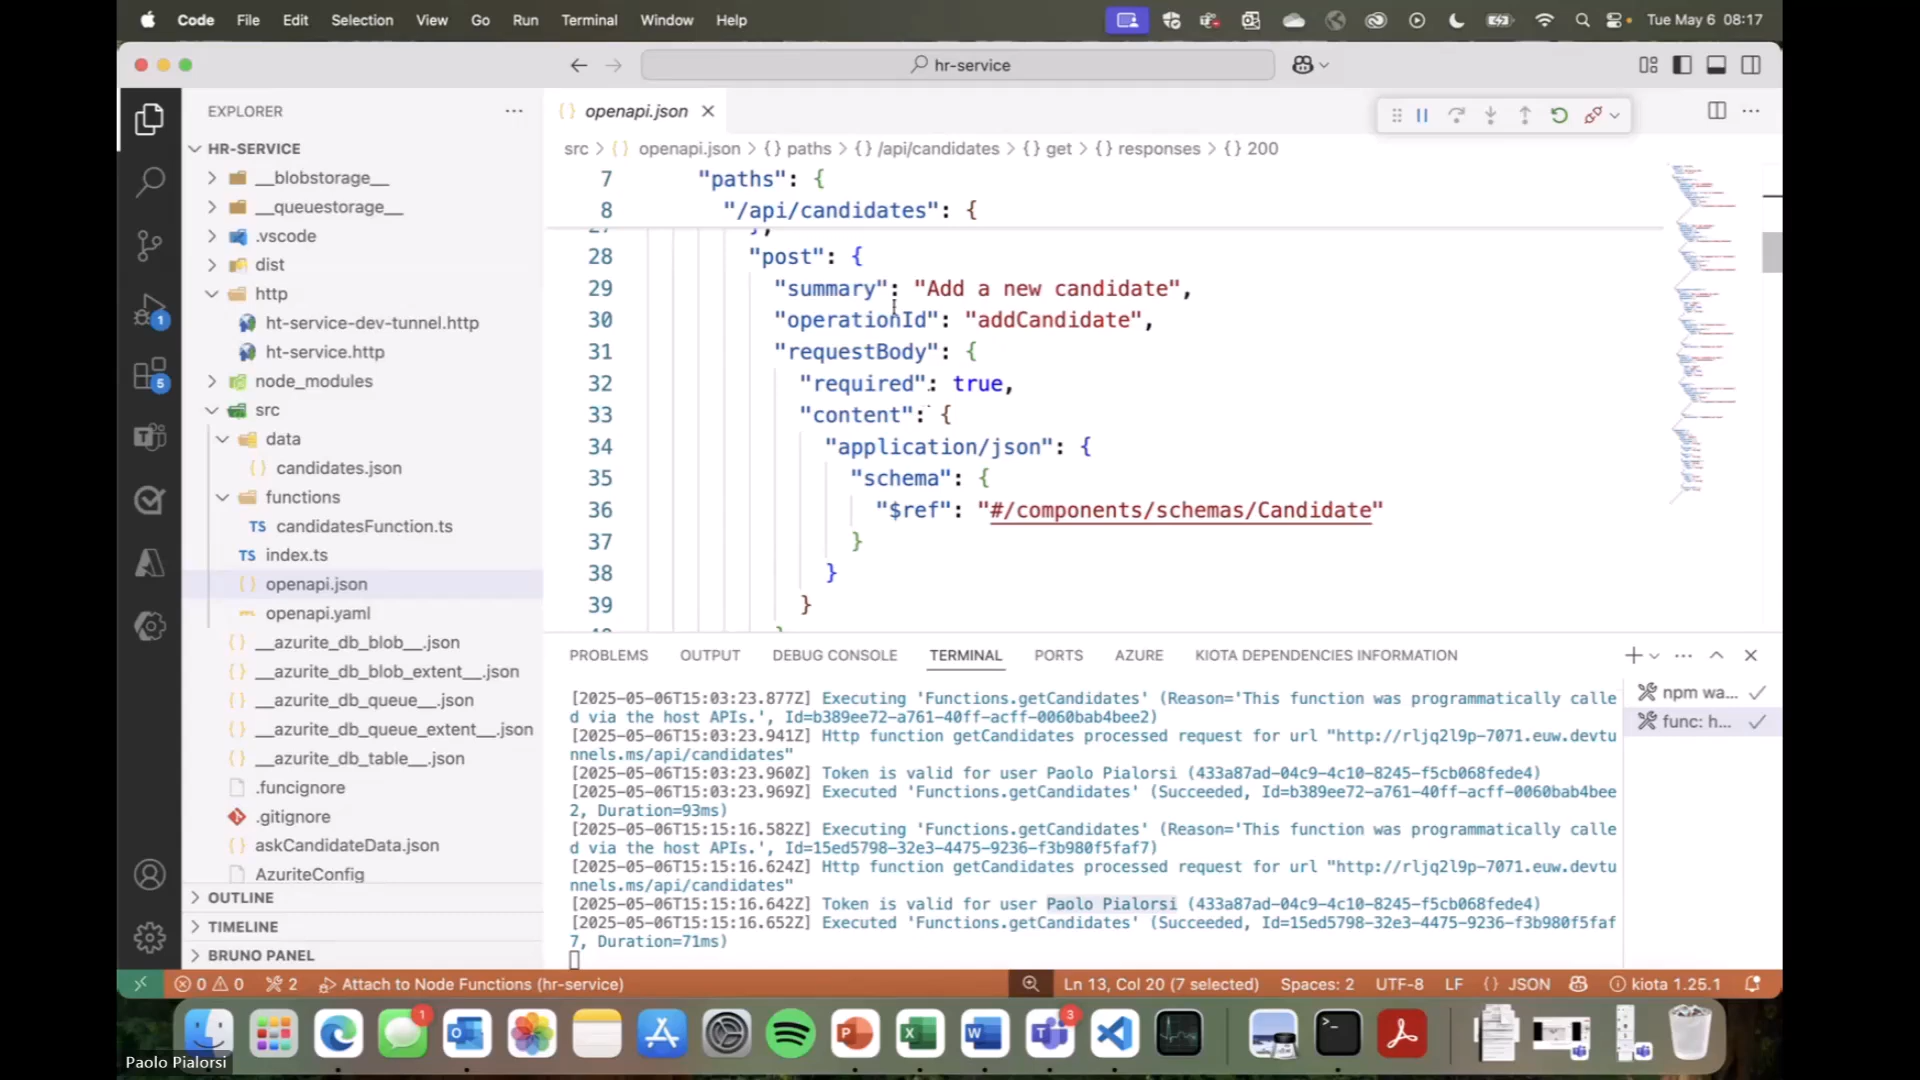 Code File Edit Selection View Go Run Terminal Window Help
Tue May 6 08:17
hr-service
EXPLORER
HR-SERVICE
__blobstorage__
__queuestorage__
.vscode
dist
http
ht-service-dev-tunnel.http
ht-service.http
node_modules
src
data
candidates.json
functions
TS candidatesFunction.ts
TS index.ts
openapi.json
openapi.yaml
__azurite_db_blob__.json
__azurite_db_blob_extent__.json
__azurite_db_queue__.json
__azurite_db_queue_extent__.json
__azurite_db_table__.json
.funcignore
.gitignore
askCandidateData.json
AzuriteConfig
OUTLINE
TIMELINE
BRUNO PANEL
1
5
openapi.json
src > {} openapi.json > {} paths > {} /api/candidates > {} get > {} responses > {} 200
7 "paths": {
8 "/api/candidates": {
27 },
28 "post": {
29 "summary": "Add a new candidate",
30 "operationId": "addCandidate",
31 "requestBody": {
32 "required": true,
33 "content": {
34 "application/json": {
35 "schema": {
36 "$ref": "#/components/schemas/Candidate"
37 }
38 }
39 }
PROBLEMS OUTPUT DEBUG CONSOLE TERMINAL PORTS AZURE KIOTA DEPENDENCIES INFORMATION
[2025-05-06T15:03:23.877Z] Executing 'Functions.getCandidates' (Reason='This function was programmatically calle
d via the host APIs.', Id=b389ee72-a761-40ff-acff-0060bab4bee2)
[2025-05-06T15:03:23.941Z] Http function getCandidates processed request for url "http://rljq2l9p-7071.euw.devtu
nnels.ms/api/candidates"
[2025-05-06T15:03:23.960Z] Token is valid for user Paolo Pialorsi (433a87ad-04c9-4c10-8245-f5cb068fede4)
[2025-05-06T15:03:23.969Z] Executed 'Functions.getCandidates' (Succeeded, Id=b389ee72-a761-40ff-acff-0060bab4bee
2, Duration=93ms)
[2025-05-06T15:15:16.582Z] Executing 'Functions.getCandidates' (Reason='This function was programmatically calle
d via the host APIs.', Id=15ed5798-32e3-4475-9236-f3b980f5faf7)
[2025-05-06T15:15:16.624Z] Http function getCandidates processed request for url "http://rljq2l9p-7071.euw.devtu
nnels.ms/api/candidates"
[2025-05-06T15:15:16.642Z] Token is valid for user Paolo Pialorsi (433a87ad-04c9-4c10-8245-f5cb068fede4)
[2025-05-06T15:15:16.652Z] Executed 'Functions.getCandidates' (Succeeded, Id=15ed5798-32e3-4475-9236-f3b980f5faf
7, Duration=71ms)
npm wa...
func: h...
0 0 2 Attach to Node Functions (hr-service) Ln 13, Col 20 (7 selected) Spaces: 2 UTF-8 LF {} JSON kiota 1.25.1
1
3
Paolo Pialorsi